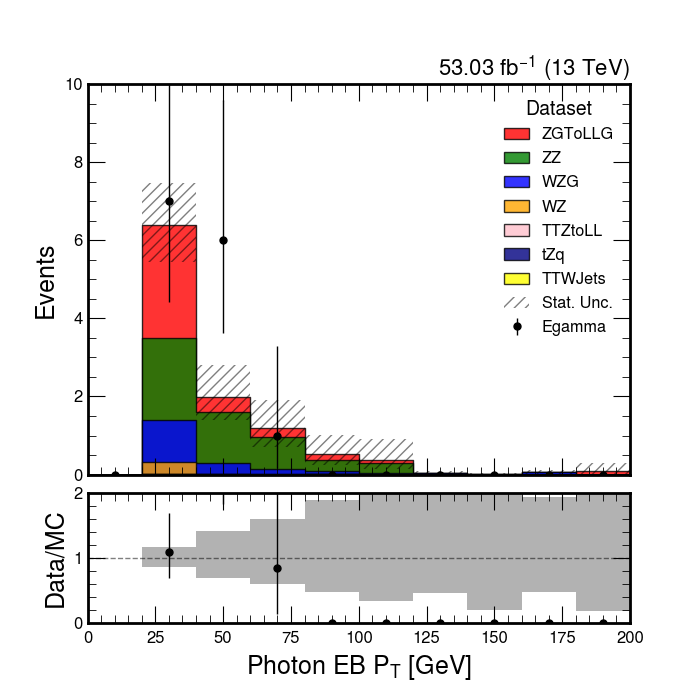 53.03 fb⁻¹ (13 TeV)
10
8
6
4
2
0
Events
Dataset
ZGToLLG
ZZ
WZG
WZ
TTZtoLL
tZq
TTWJets
Stat. Unc.
Egamma
2
1
0
Data/MC
0 25 50 75 100 125 150 175 200
Photon EB P_T [GeV]